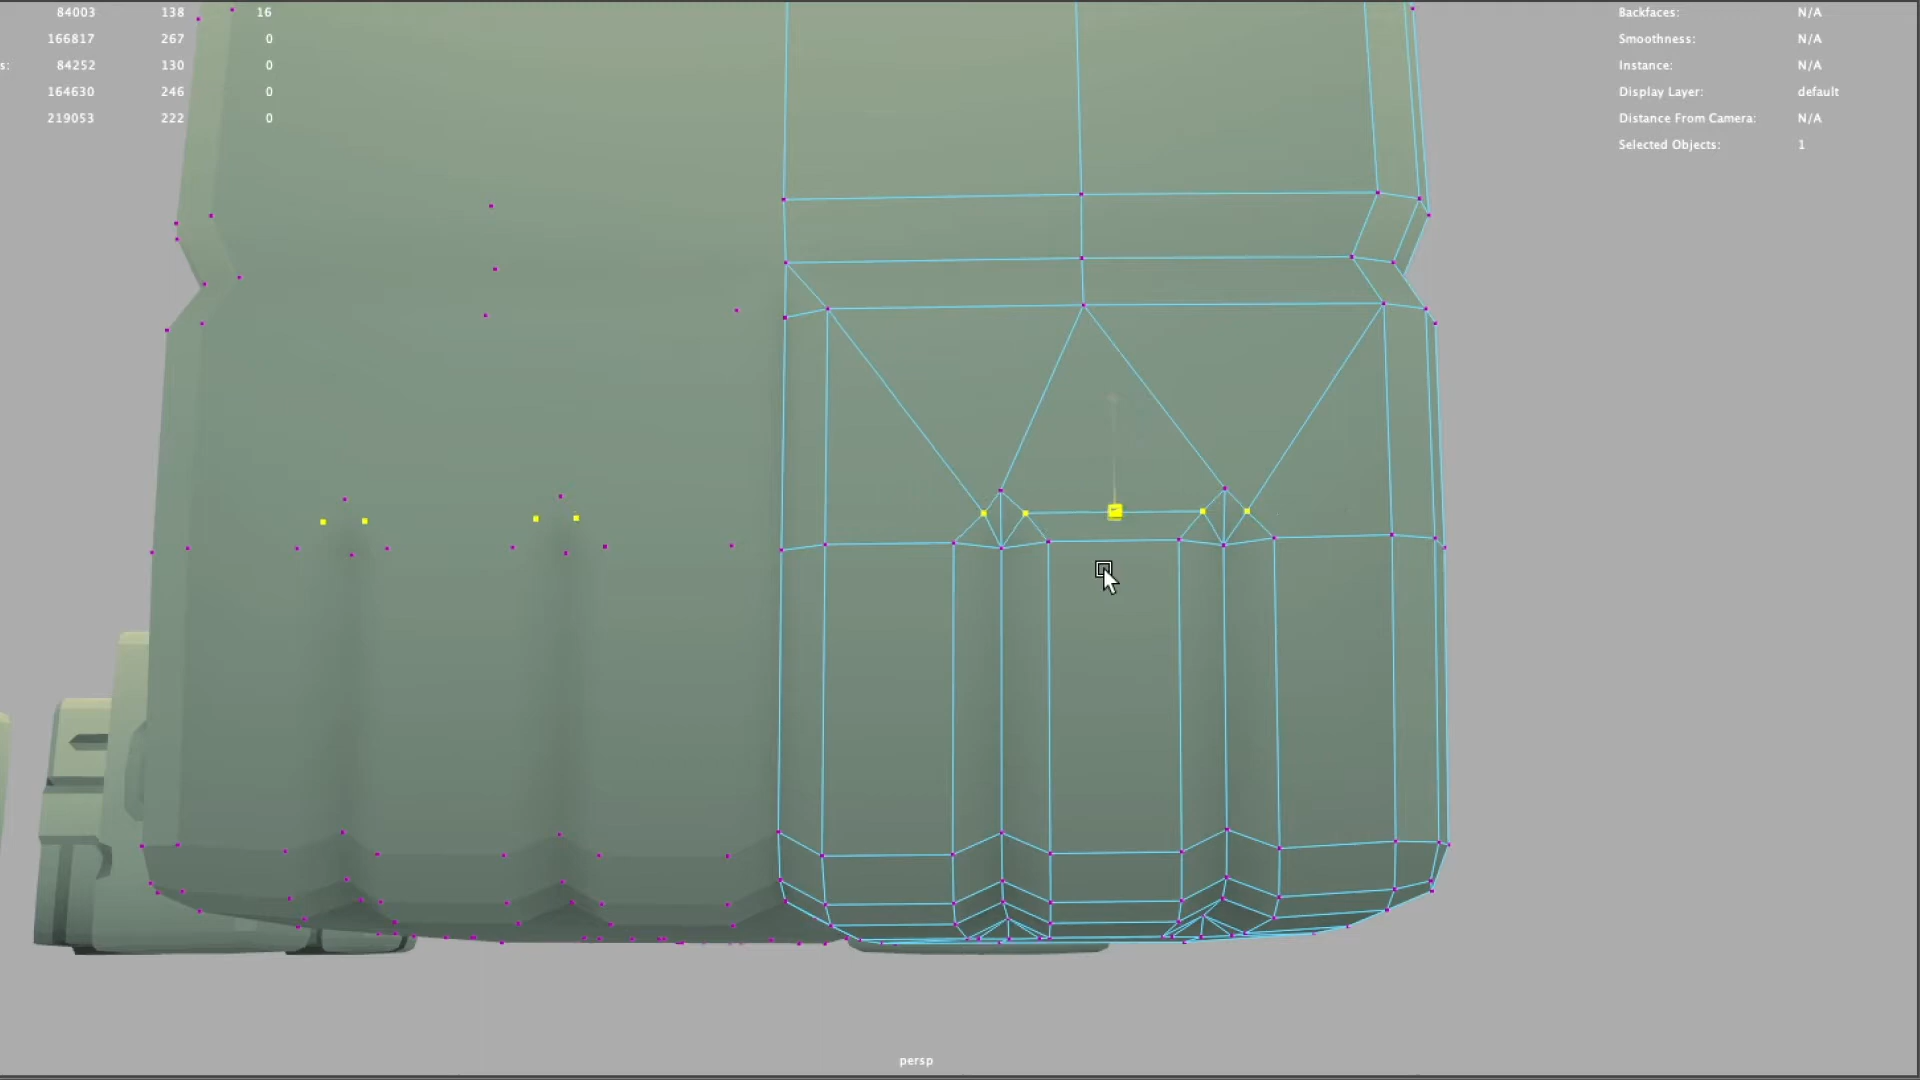 84003 138 16
166817 267 0
s: 84252 130 0
164630 246 0
219053 222 0
Backfaces: N/A
Smoothness: N/A
Instance: N/A
Display Layer: default
Distance From Camera: N/A
Selected Objects: 1
persp